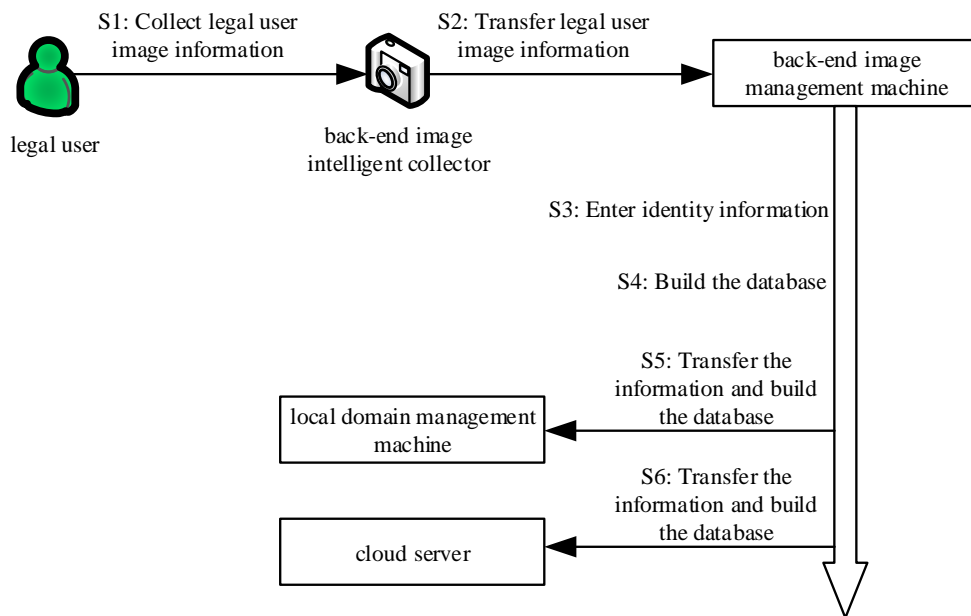 S1: Collect legal user
image information
S2: Transfer legal user
image information
back-end image
management machine
legal user
back-end image
intelligent collector
S3: Enter identity information
S4: Build the database
S5: Transfer the
information and build
the database
local domain management
machine
S6: Transfer the
information and build
the database
cloud server